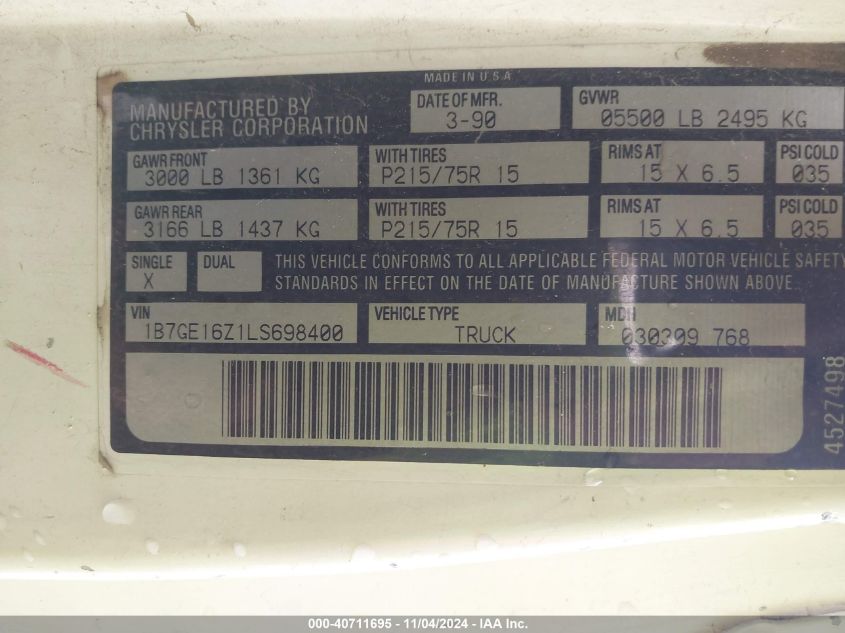 MADE IN U.S.A
MANUFACTURED BY
CHRYSLER CORPORATION
DATE OF MFR.
3-90
GVWR
05500 LB 2495 KG
GAWR FRONT
3000 LB 1361 KG
WITH TIRES
P215/75R 15
RIMS AT
15 X 6.5
PSI COLD
035
GAWR REAR
3166 LB 1437 KG
WITH TIRES
P215/75R 15
RIMS AT
15 X 6.5
PSI COLD
035
SINGLE
X
DUAL
THIS VEHICLE CONFORMS TO ALL APPLICABLE FEDERAL MOTOR VEHICLE SAFETY
STANDARDS IN EFFECT ON THE DATE OF MANUFACTURE SHOWN ABOVE.
VIN
1B7GE16Z1LS698400
VEHICLE TYPE
TRUCK
MDH
030309 768
4527498
000-40711695 - 11/04/2024 - IAA Inc.